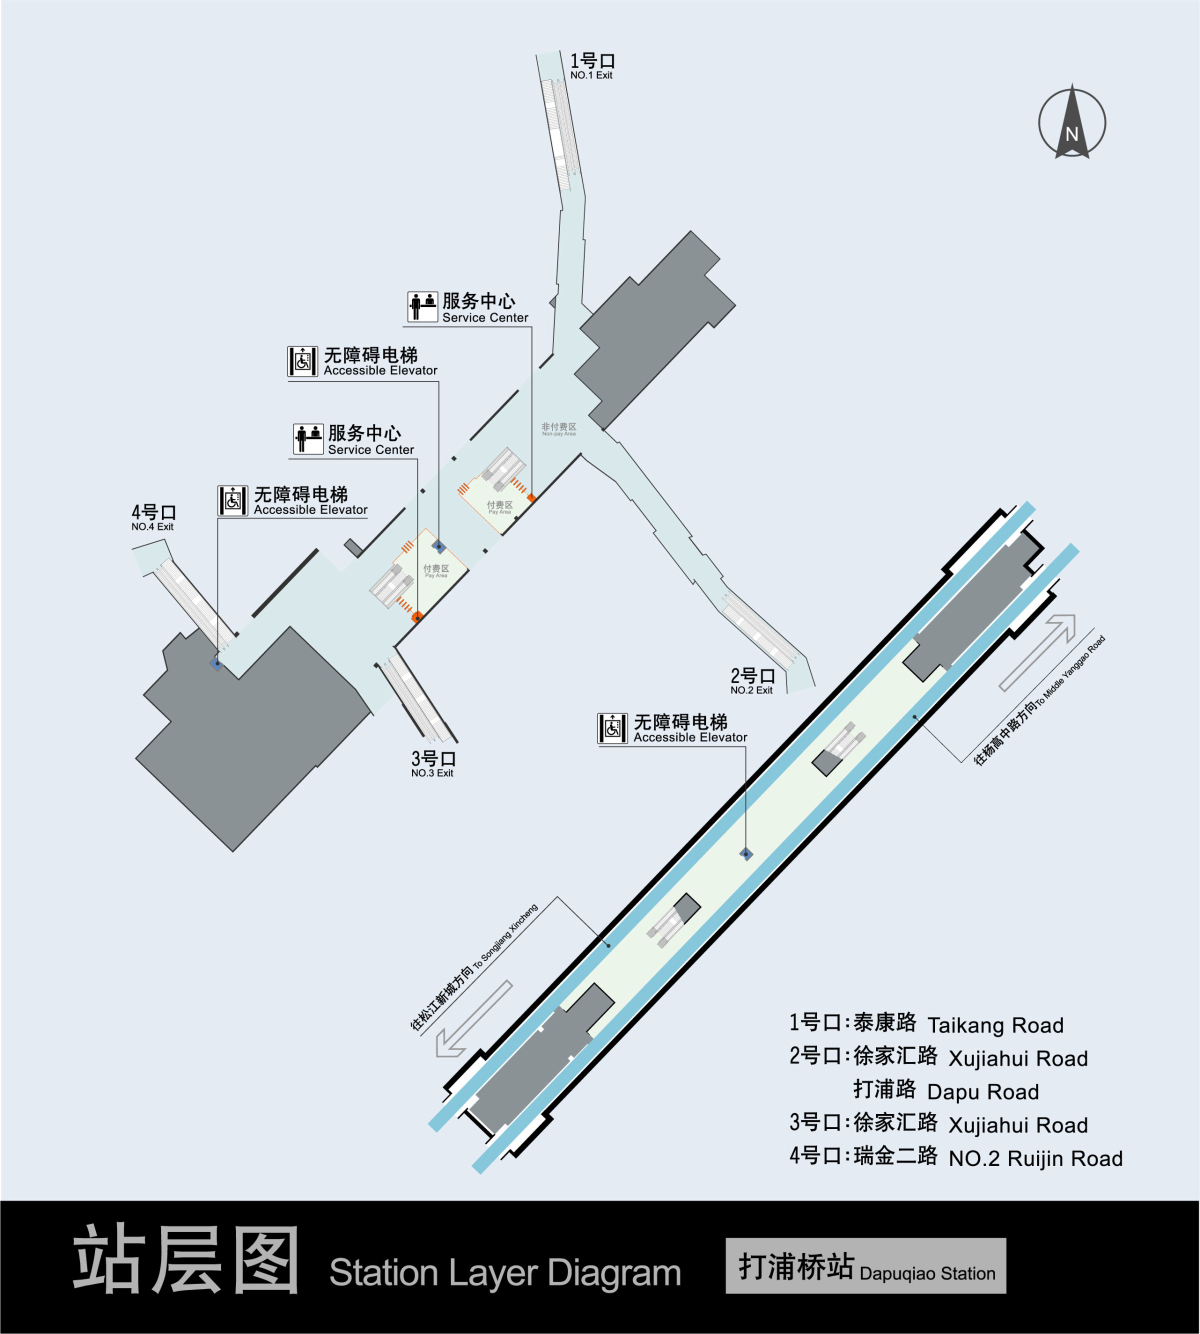 1号口
NO.1 Exit
N
服务中心
Service Center
无障碍电梯
Accessible Elevator
服务中心
Service Center
非付费区
Non-pay Area
无障碍电梯
Accessible Elevator
4号口
NO.4 Exit
付费区
Pay Area
付费区
Pay Area
2号口
NO.2 Exit
3号口
NO.3 Exit
无障碍电梯
Accessible Elevator
往杨高中路方向 To Middle Yanggao Road
往松江新城方向 To Songjiang Xincheng
1号口:泰康路 Taikang Road
2号口:徐家汇路 Xujiahui Road
打浦路 Dapu Road
3号口:徐家汇路 Xujiahui Road
4号口:瑞金二路 NO.2 Ruijin Road
站层图 Station Layer Diagram
打浦桥站 Dapuqiao Station